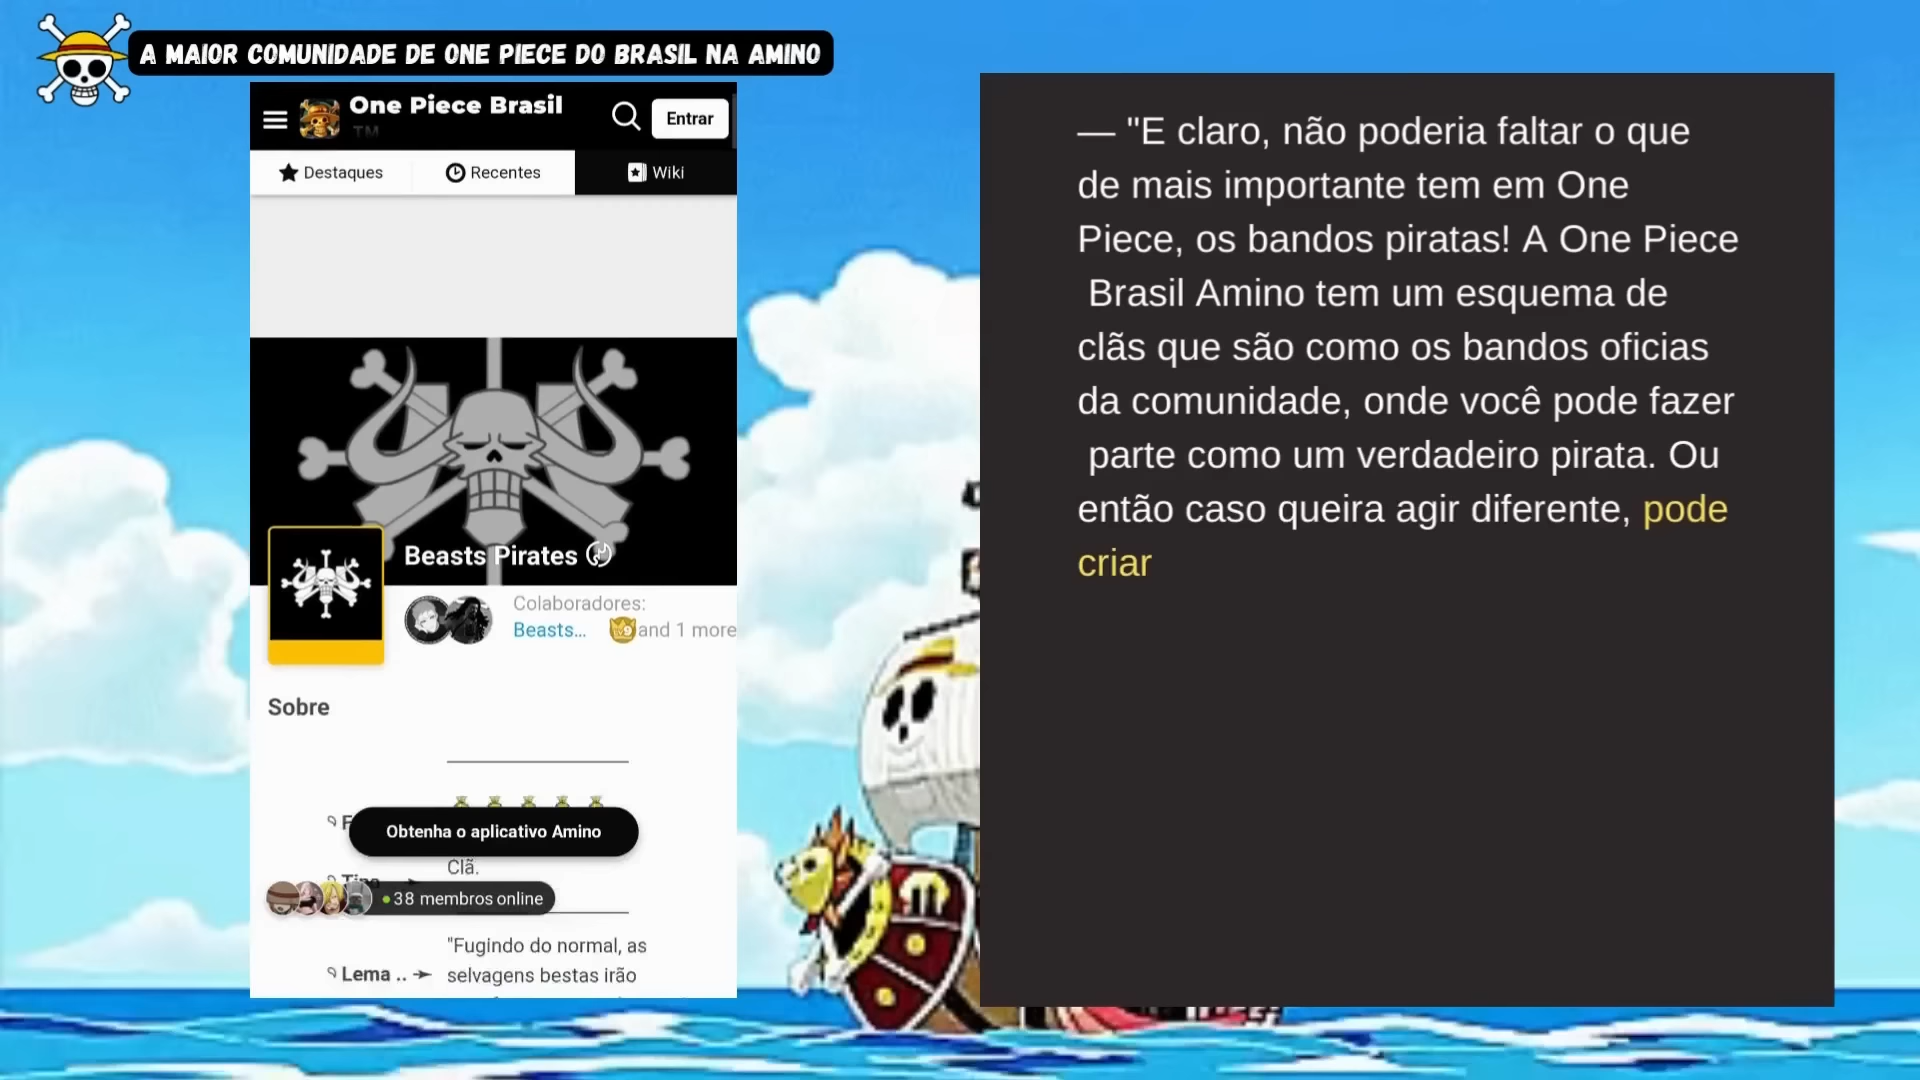 A MAIOR COMUNIDADE DE ONE PIECE DO BRASIL NA AMINO
One Piece Brasil
TM
Entrar
Destaques
Recentes
Wiki
Beasts Pirates
Colaboradores:
Beasts... and 1 more
Sobre
Obtenha o aplicativo Amino
Clã.
38 membros online
"Fugindo do normal, as
Lema .. selvagens bestas irão
— "E claro, não poderia faltar o que
de mais importante tem em One
Piece, os bandos piratas! A One Piece
Brasil Amino tem um esquema de
clãs que são como os bandos oficias
da comunidade, onde você pode fazer
parte como um verdadeiro pirata. Ou
então caso queira agir diferente, pode
criar